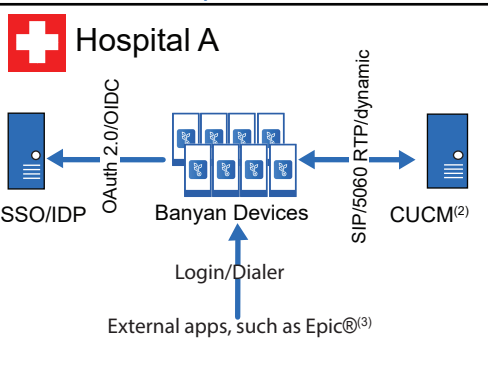 Hospital A
OAuth 2.0/OIDC
SIP/5060 RTP/dynamic
SSO/IDP
Banyan Devices
CUCM(2)
Login/Dialer
External apps, such as Epic®(3)